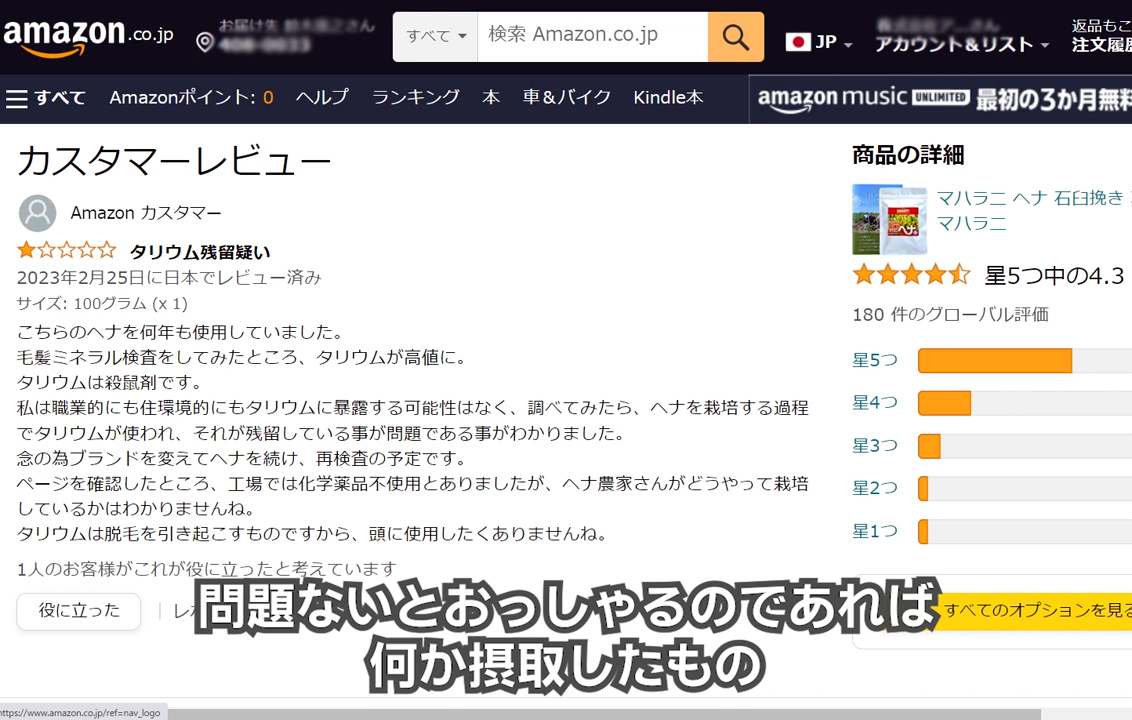 amazon.co.jp
お届け先
すべて
検索 Amazon.co.jp
JP
アカウント＆リスト
返品もこ
注文履歴
すべて
Amazonポイント: 0
ヘルプ
ランキング
本
車＆バイク
Kindle本
amazon music UNLIMITED 最初の3か月無料
カスタマーレビュー
Amazon カスタマー
タリウム残留疑い
2023年2月25日に日本でレビュー済み
サイズ: 100グラム (x 1)
こちらのヘナを何年も使用していました。
毛髪ミネラル検査をしてみたところ、タリウムが高値に。
タリウムは殺鼠剤です。
私は職業的にも住環境的にもタリウムに暴露する可能性はなく、調べてみたら、ヘナを栽培する過程
でタリウムが使われ、それが残留している事が問題である事がわかりました。
念の為ブランドを変えてヘナを続け、再検査の予定です。
ページを確認したところ、工場では化学薬品不使用とありましたが、ヘナ農家さんがどうやって栽培
しているかはわかりませんね。
タリウムは脱毛を引き起こすものですから、頭に使用したくありませんね。
1人のお客様がこれが役に立ったと考えています
役に立った
商品の詳細
マハラニ ヘナ 石臼挽き
マハラニ
星5つ中の4.3
180 件のグローバル評価
星5つ
星4つ
星3つ
星2つ
星1つ
すべてのオプションを見る
問題ないとおっしゃるのであれば
何か摂取したもの
https://www.amazon.co.jp/ref=nav_logo